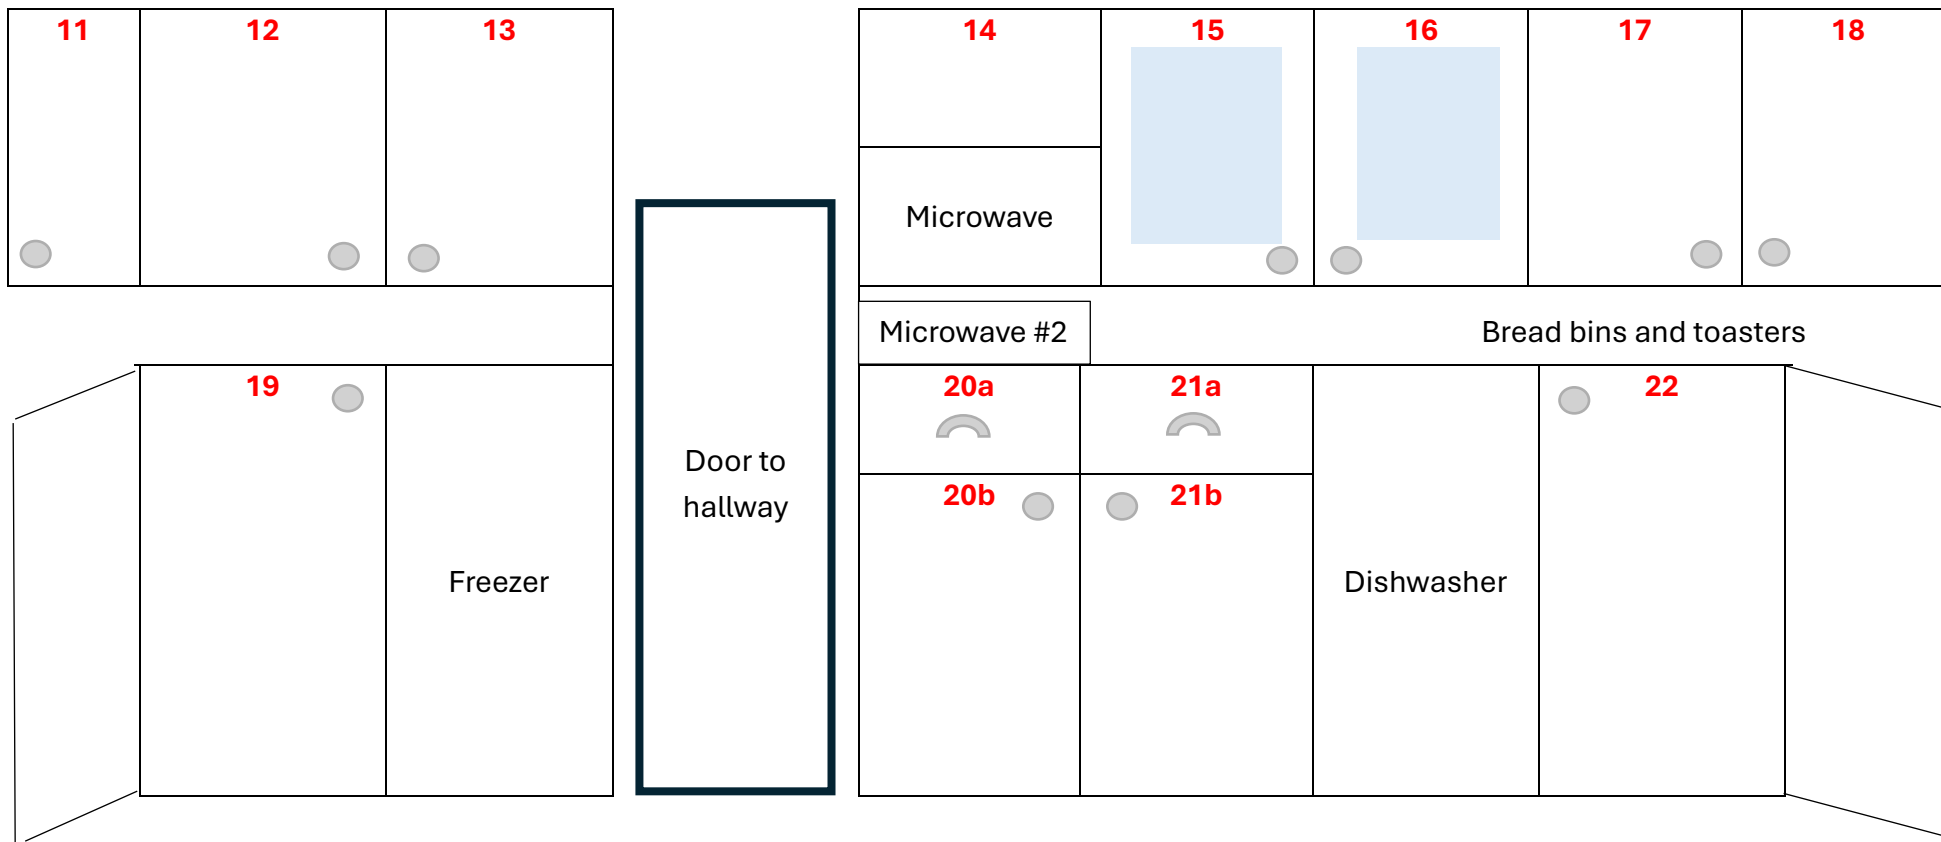 11 12 13 14 15 16 17 18
Microwave
Microwave #2 Bread bins and toasters
19 20a 21a 22
Door to
hallway
20b 21b
Freezer Dishwasher